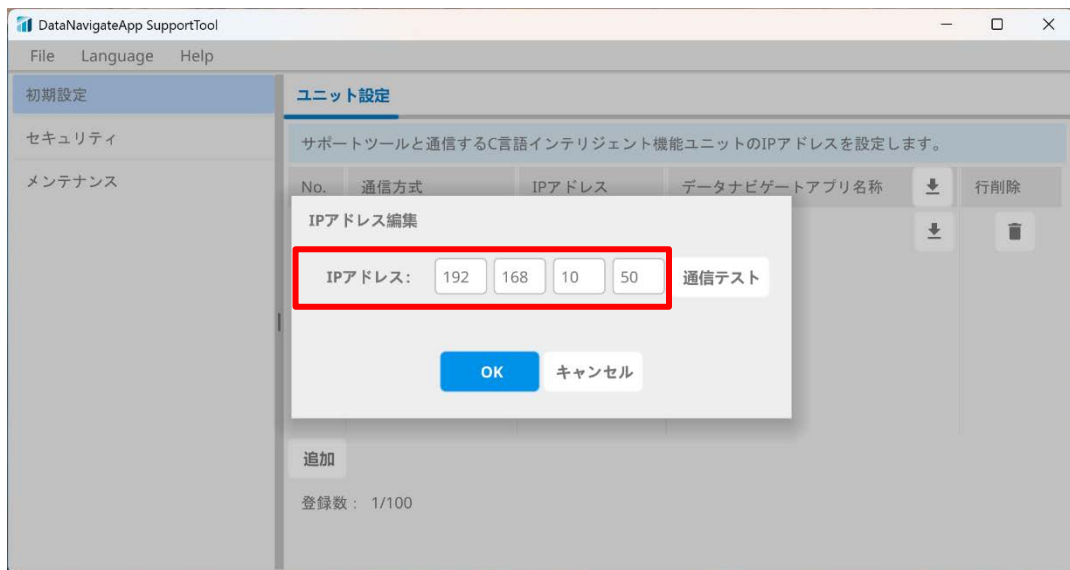 DataNavigateApp SupportTool
File Language Help
初期設定
セキュリティ
メンテナンス
ユニット設定
サポートツールと通信するC言語インテリジェント機能ユニットのIPアドレスを設定します。
No. 通信方式 IPアドレス データナビゲートアプリ名称 行削除
IPアドレス編集
IPアドレス: 192 168 10 50 通信テスト
OK キャンセル
追加
登録数 : 1/100